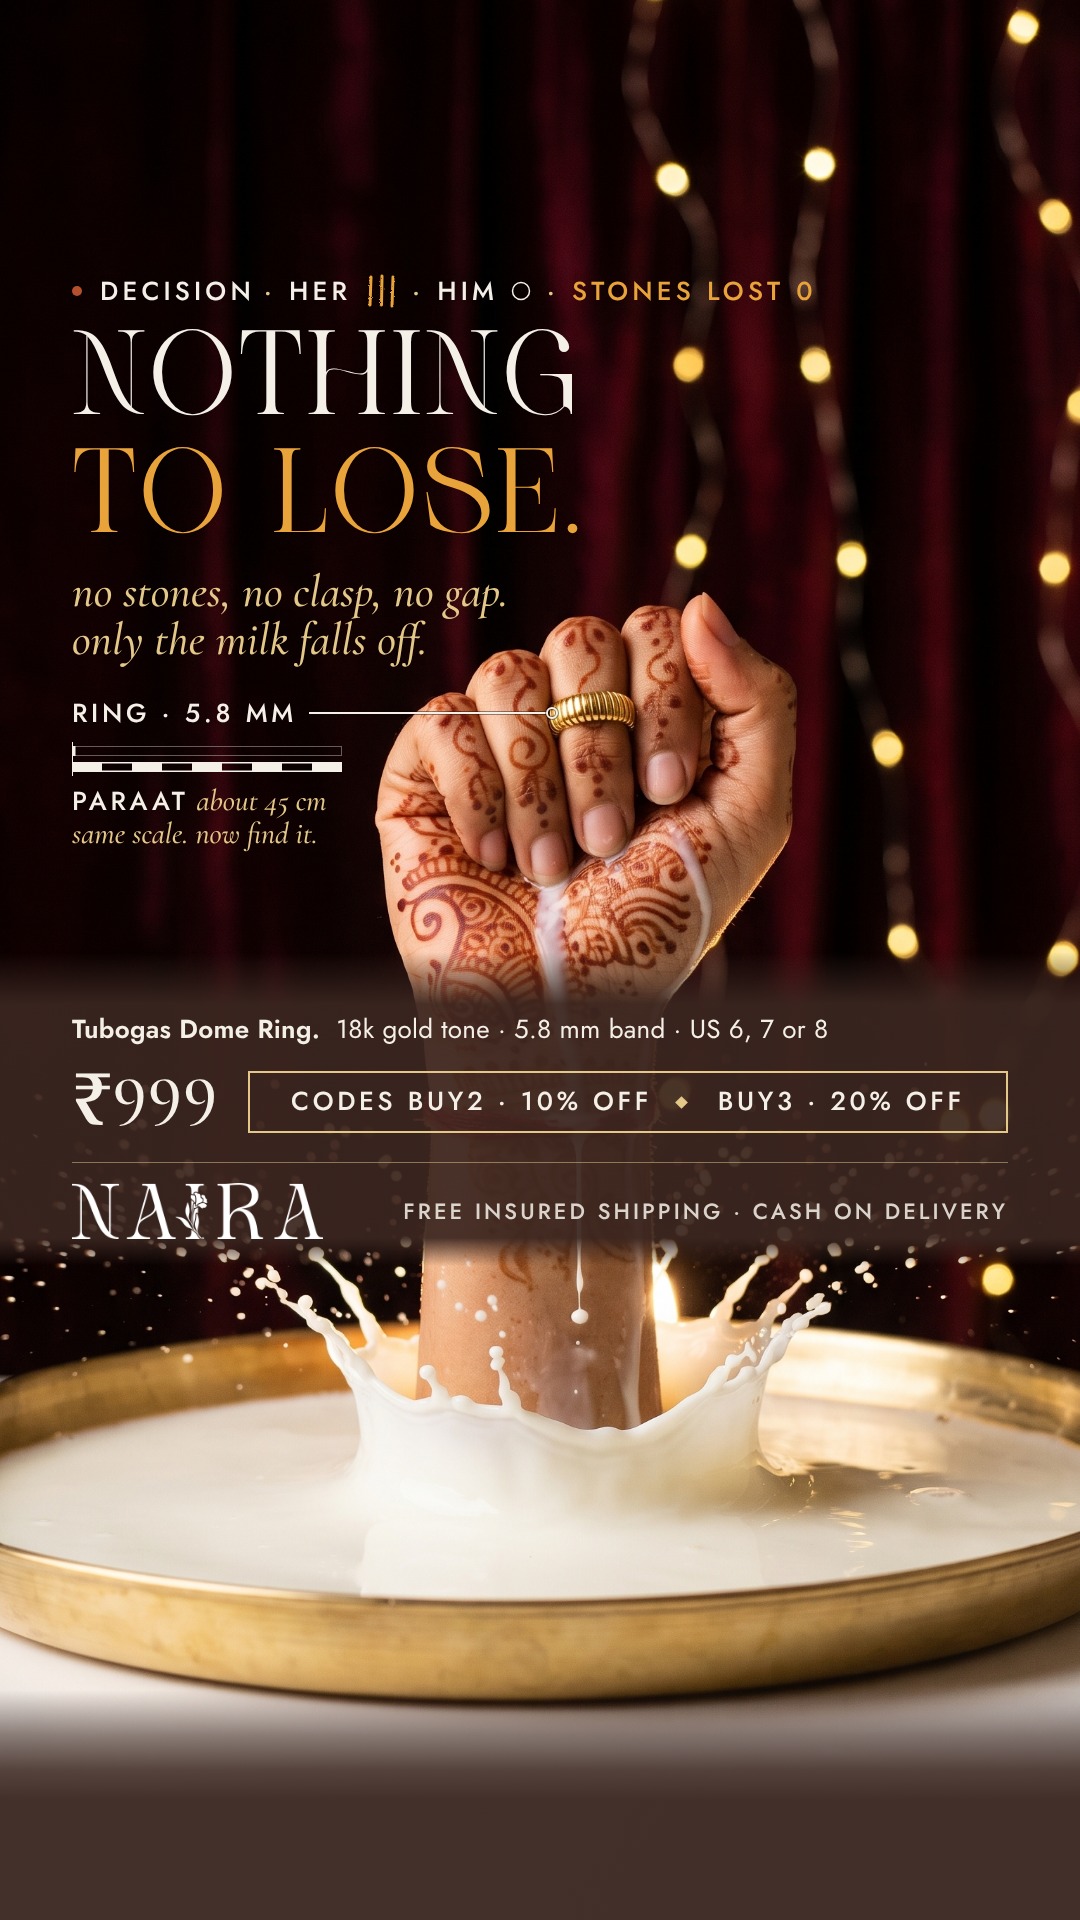 • DECISION · HER ||| · HIM ○ · STONES LOST 0
NOTHING
TO LOSE.
no stones, no clasp, no gap.
only the milk falls off.
RING · 5.8 MM
PARAAT about 45 cm
same scale. now find it.
Tubogas Dome Ring. 18k gold tone · 5.8 mm band · US 6, 7 or 8
₹999 CODES BUY2 · 10% OFF ◆ BUY3 · 20% OFF
NAIRA FREE INSURED SHIPPING · CASH ON DELIVERY